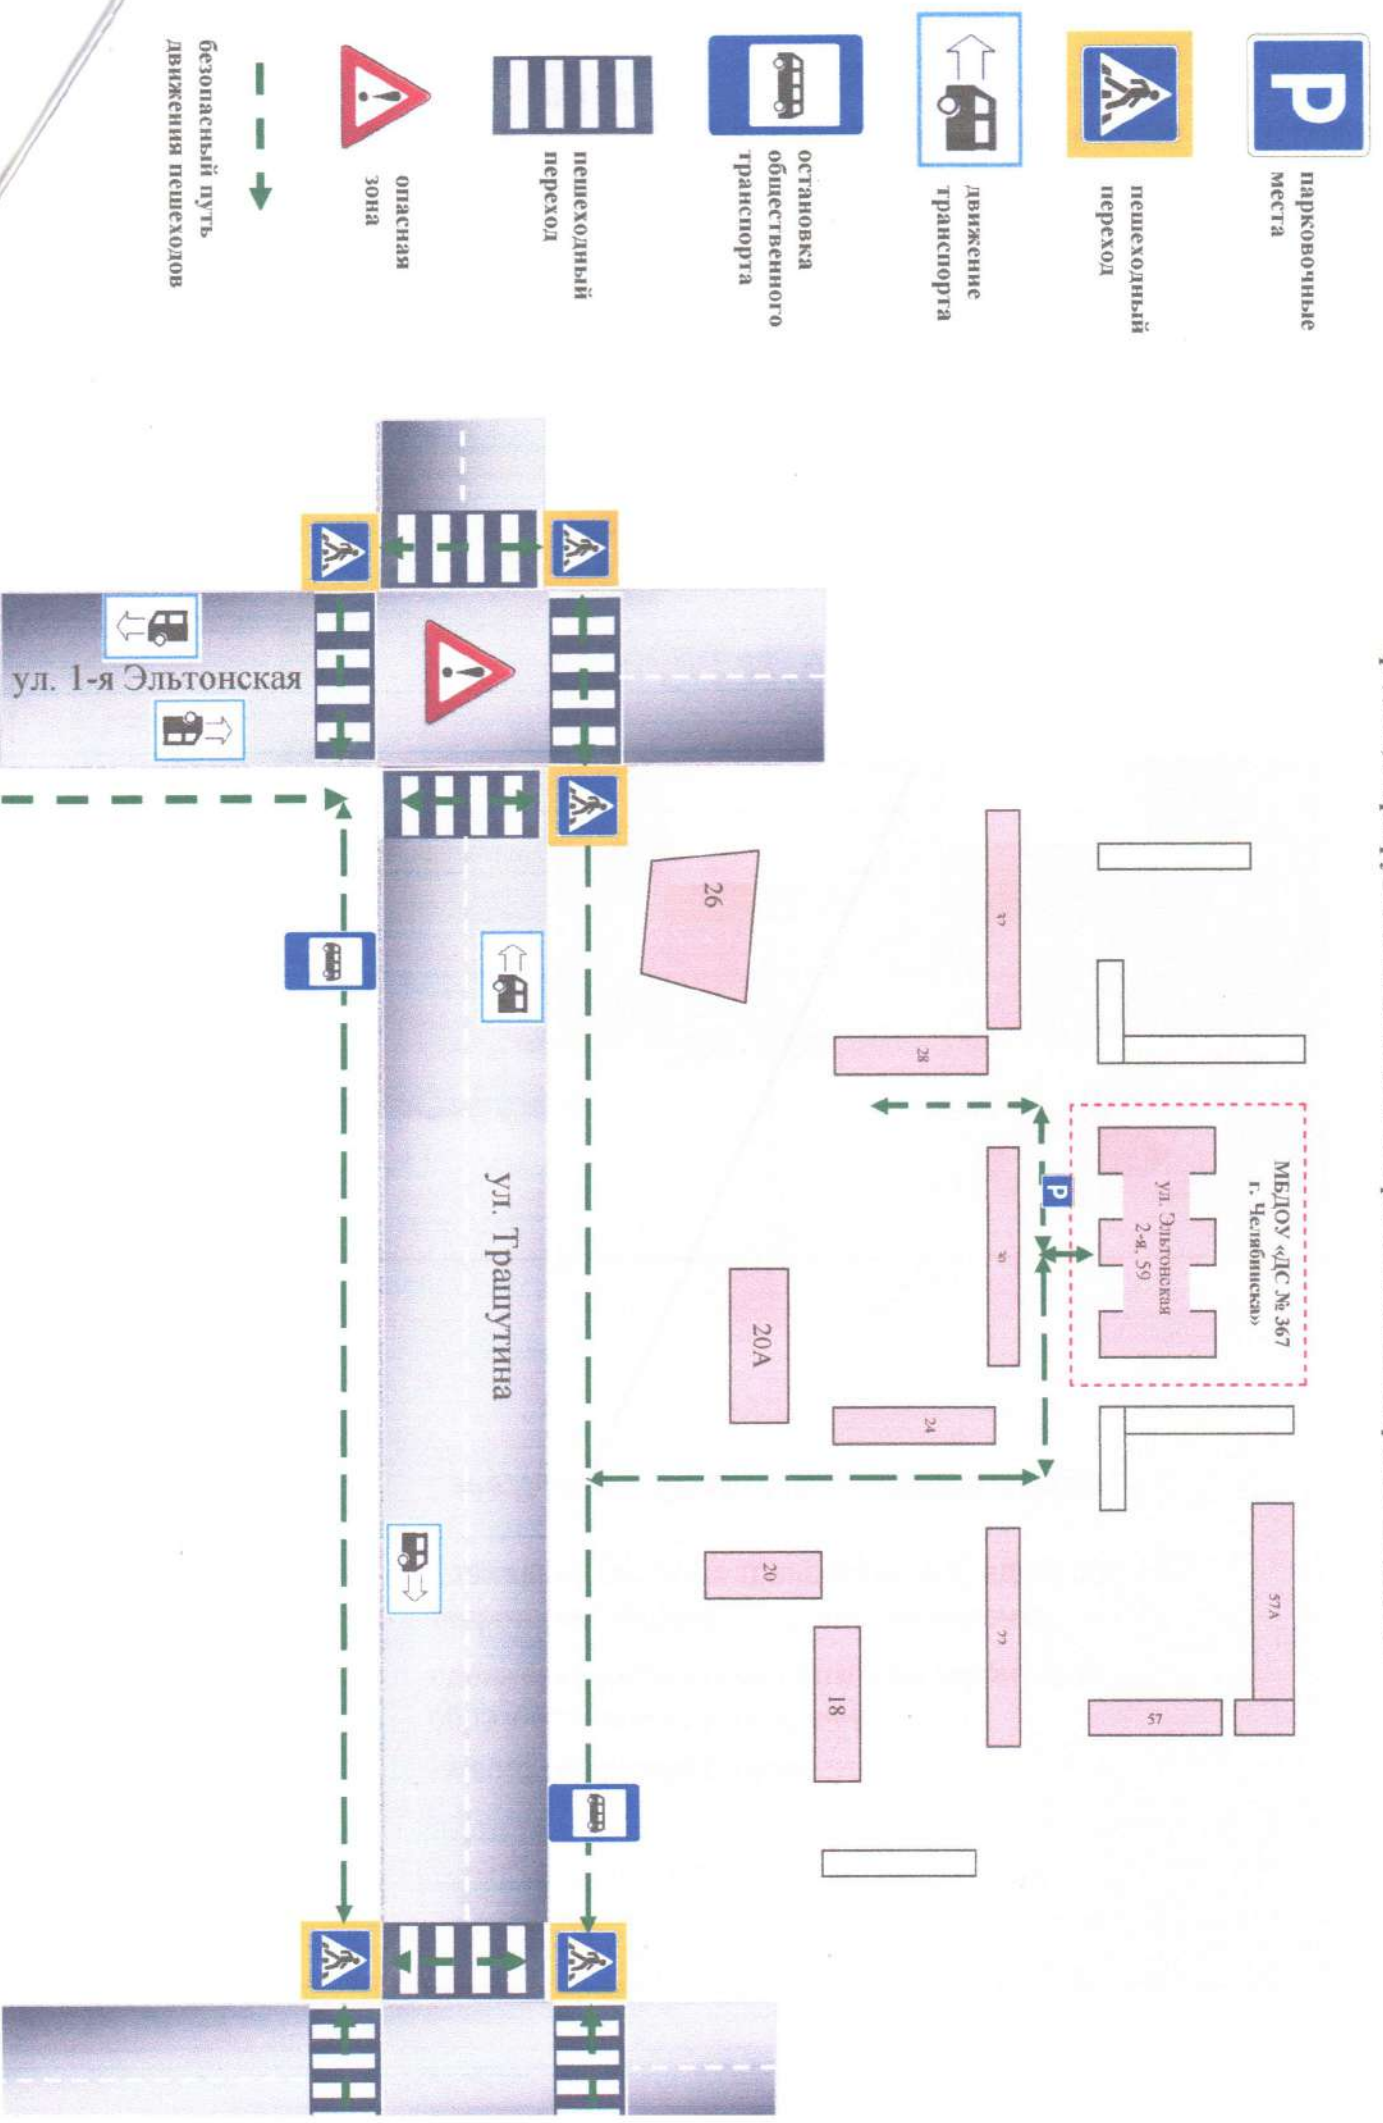 P
парковочные
места
пешеходный
переход
движение
транспорта
остановка
общественного
транспорта
пешеходный
переход
опасная
зона
безопасный путь
движения пешеходов
МБДОУ «ДС № 367
г. Челябинска»
ул. Эльтонская
2-я, 59
P
28
26
20А
24
57А
57
22
20
18
ул. Трашутина
ул. 1-я Эльтонская